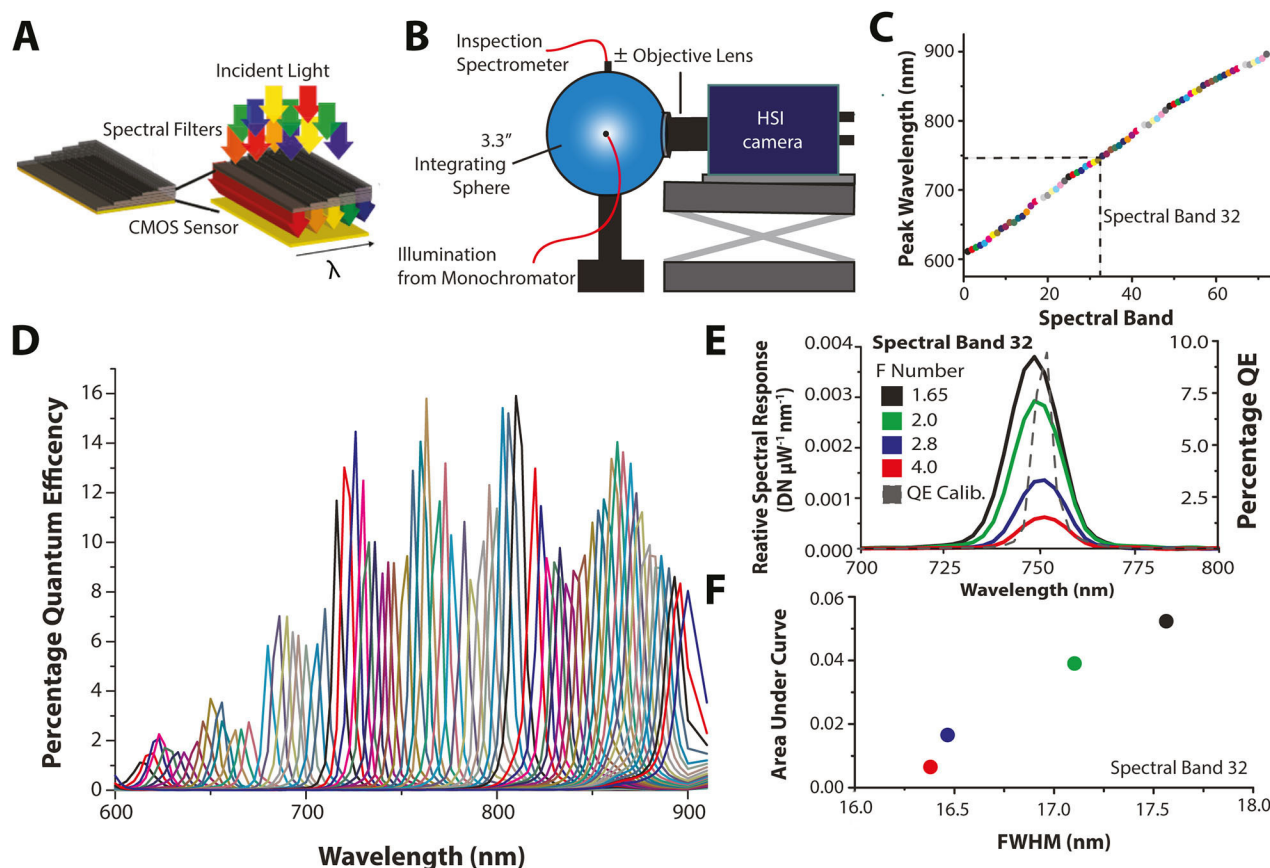 A
Incident Light
Spectral Filters
CMOS Sensor
λ
B
Inspection
Spectrometer
± Objective Lens
HSI
camera
3.3”
Integrating
Sphere
Illumination
from Monochromator
C
Peak Wavelength (nm)
900
800
700
600
Spectral Band 32
0
20
40
60
Spectral Band
D
Percentage Quantum Efficency
16
14
12
10
8
6
4
2
0
600
700
800
900
Wavelength (nm)
E
Reative Spectral Response
(DN μW⁻¹ nm⁻¹)
0.004
0.003
0.002
0.001
0.000
Spectral Band 32
F Number
1.65
2.0
2.8
4.0
QE Calib.
10.0
7.5
5.0
2.5
Percentage QE
700
725
750
775
800
Wavelength (nm)
F
Area Under Curve
0.06
0.04
0.02
0.00
Spectral Band 32
16.0
16.5
17.0
17.5
18.0
FWHM (nm)